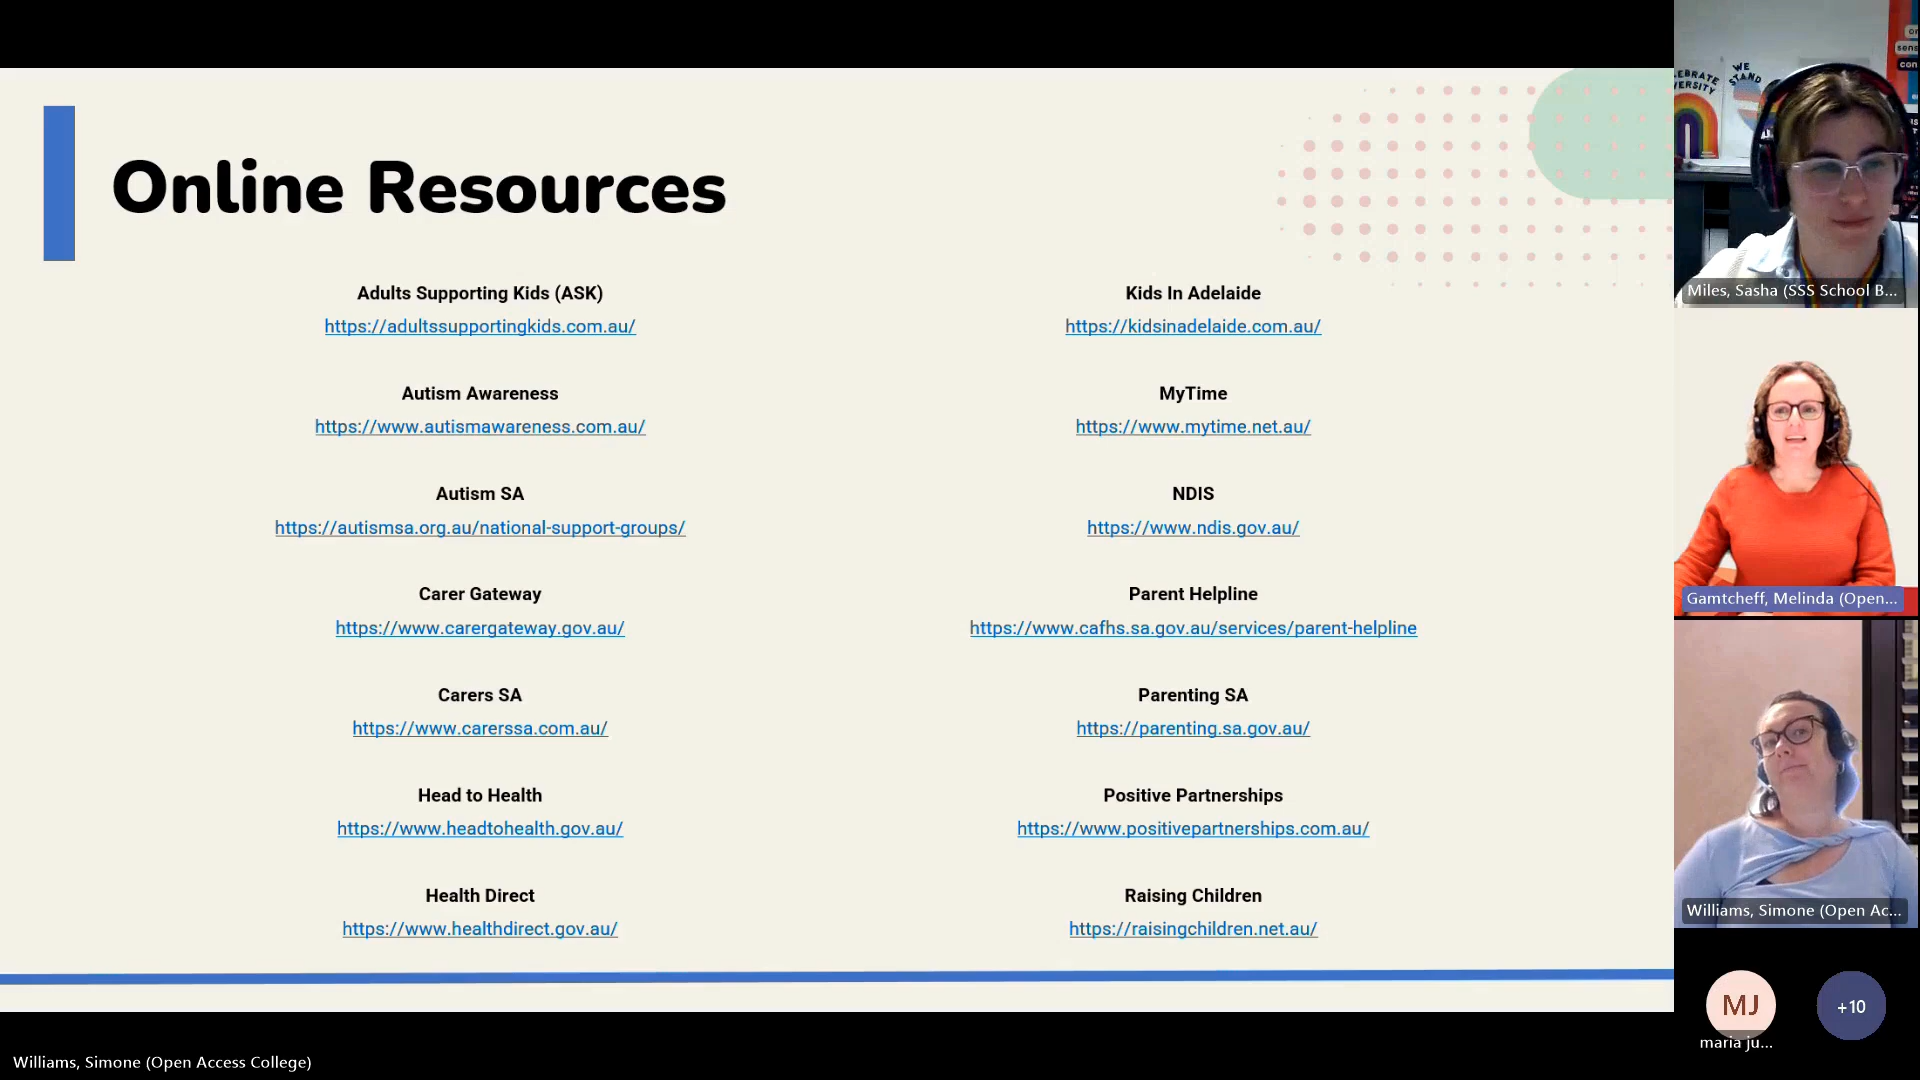 Online Resources
Adults Supporting Kids (ASK)
https://adultssupportingkids.com.au/
Autism Awareness
https://www.autismawareness.com.au/
Autism SA
https://autismsa.org.au/national-support-groups/
Carer Gateway
https://www.carergateway.gov.au/
Carers SA
https://www.carerssa.com.au/
Head to Health
https://www.headtohealth.gov.au/
Health Direct
https://www.healthdirect.gov.au/
Kids In Adelaide
https://kidsinadelaide.com.au/
MyTime
https://www.mytime.net.au/
NDIS
https://www.ndis.gov.au/
Parent Helpline
https://www.cafhs.sa.gov.au/services/parent-helpline
Parenting SA
https://parenting.sa.gov.au/
Positive Partnerships
https://www.positivepartnerships.com.au/
Raising Children
https://raisingchildren.net.au/
WE
STAND
Miles, Sasha (SSS School B...
Gamtcheff, Melinda (Open...
Williams, Simone (Open Ac...
MJ
+10
maria ju...
Williams, Simone (Open Access College)